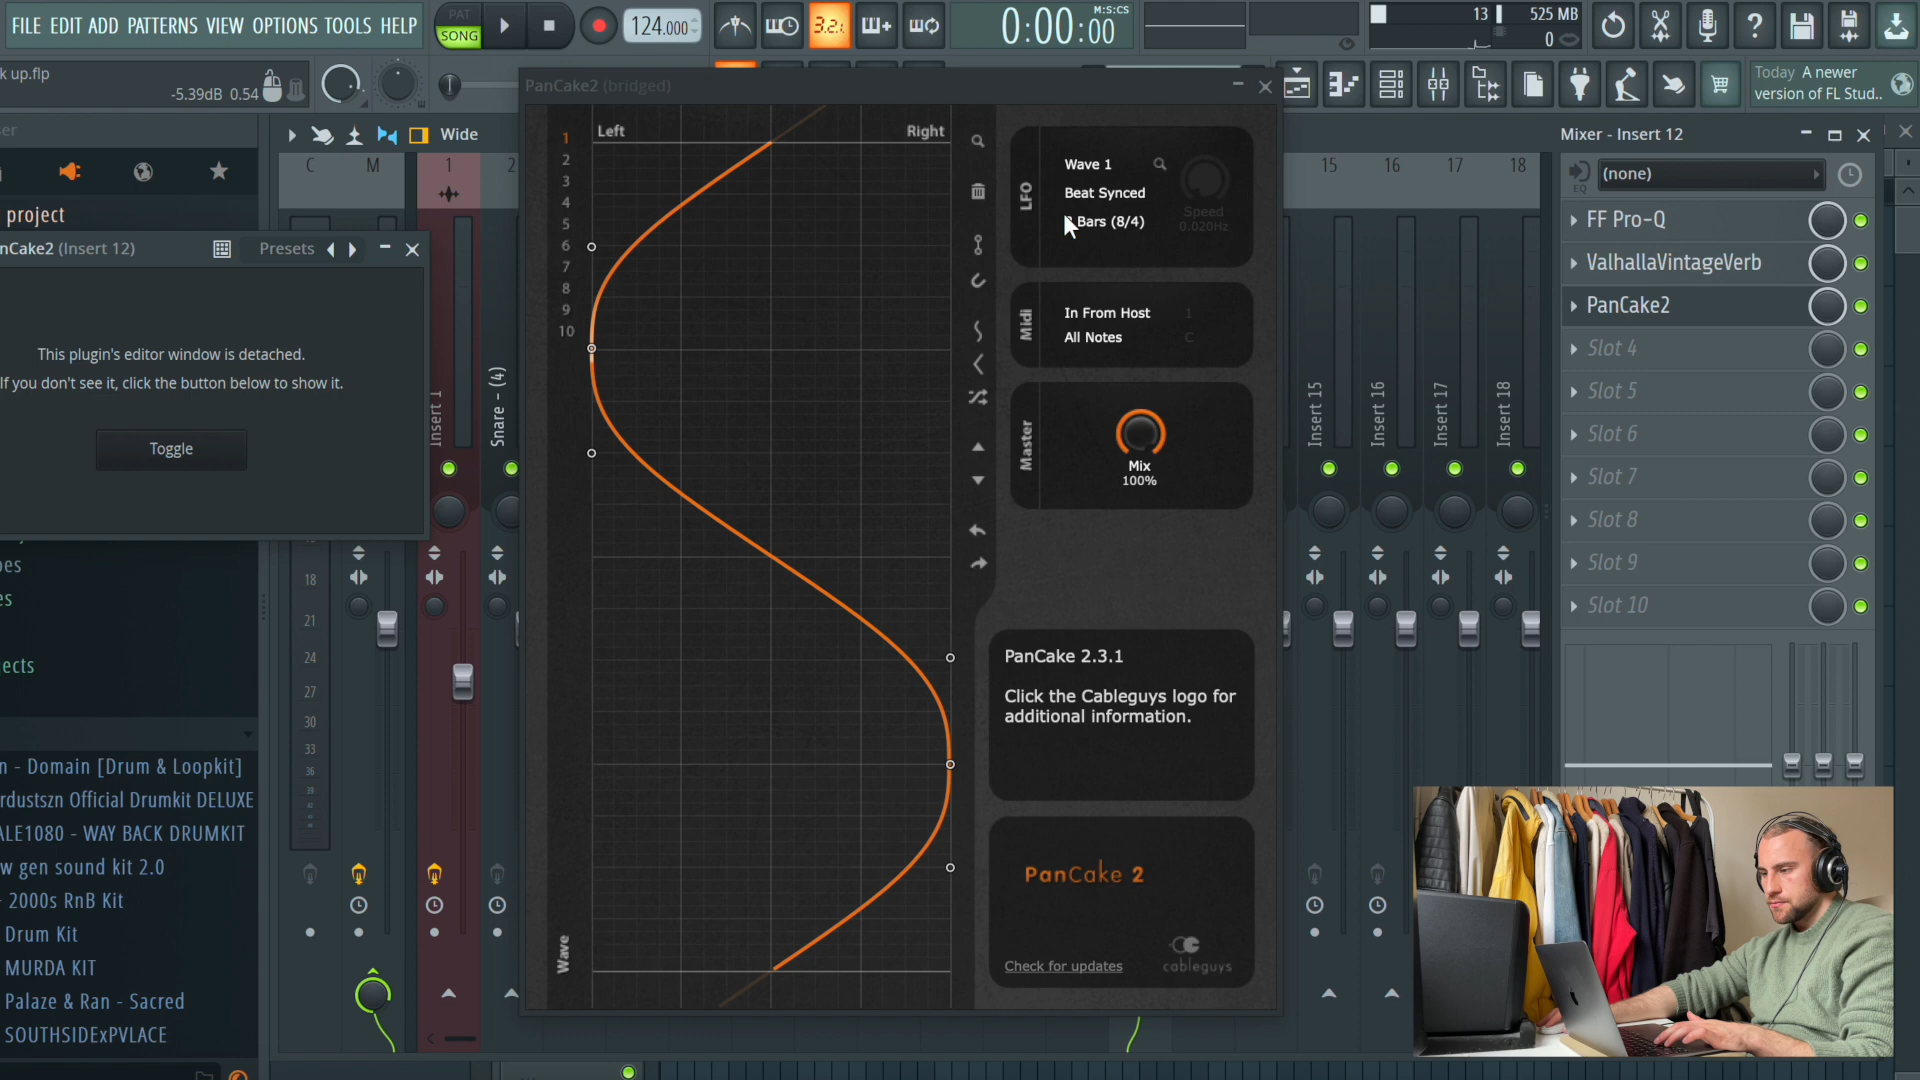 FILE EDIT ADD PATTERNS VIEW OPTIONS TOOLS HELP
PAT
SONG
124.000
3.2.
0:00:00
M:S:CS
13
525 MB
0
k up.flp
-5.39dB 0.54
Today A newer
version of FL Stud..
Wide
C M 1 2
15 16 17 18
project
nCake2 (Insert 12)
Presets
This plugin's editor window is detached.
If you don't see it, click the button below to show it.
Toggle
PanCake2 (bridged)
Left
Right
1
2
3
4
5
6
7
8
9
10
Wave
LFO
Wave 1
Beat Synced
Bars (8/4)
Speed
0.020Hz
Midi
In From Host 1
All Notes C
Master
Mix
100%
PanCake 2.3.1
Click the Cableguys logo for
additional information.
PanCake 2
Check for updates
cableguys
Insert 1
Snare - (4)
Insert 15
Insert 16
Insert 17
Insert 18
18
21
24
27
30
33
36
Mixer - Insert 12
(none)
EQ
FF Pro-Q
ValhallaVintageVerb
PanCake2
Slot 4
Slot 5
Slot 6
Slot 7
Slot 8
Slot 9
Slot 10
ects
n - Domain [Drum & Loopkit]
rdustszn Official Drumkit DELUXE
ALE1080 - WAY BACK DRUMKIT
w gen sound kit 2.0
- 2000s RnB Kit
Drum Kit
MURDA KIT
Palaze & Ran - Sacred
SOUTHSIDExPVLACE